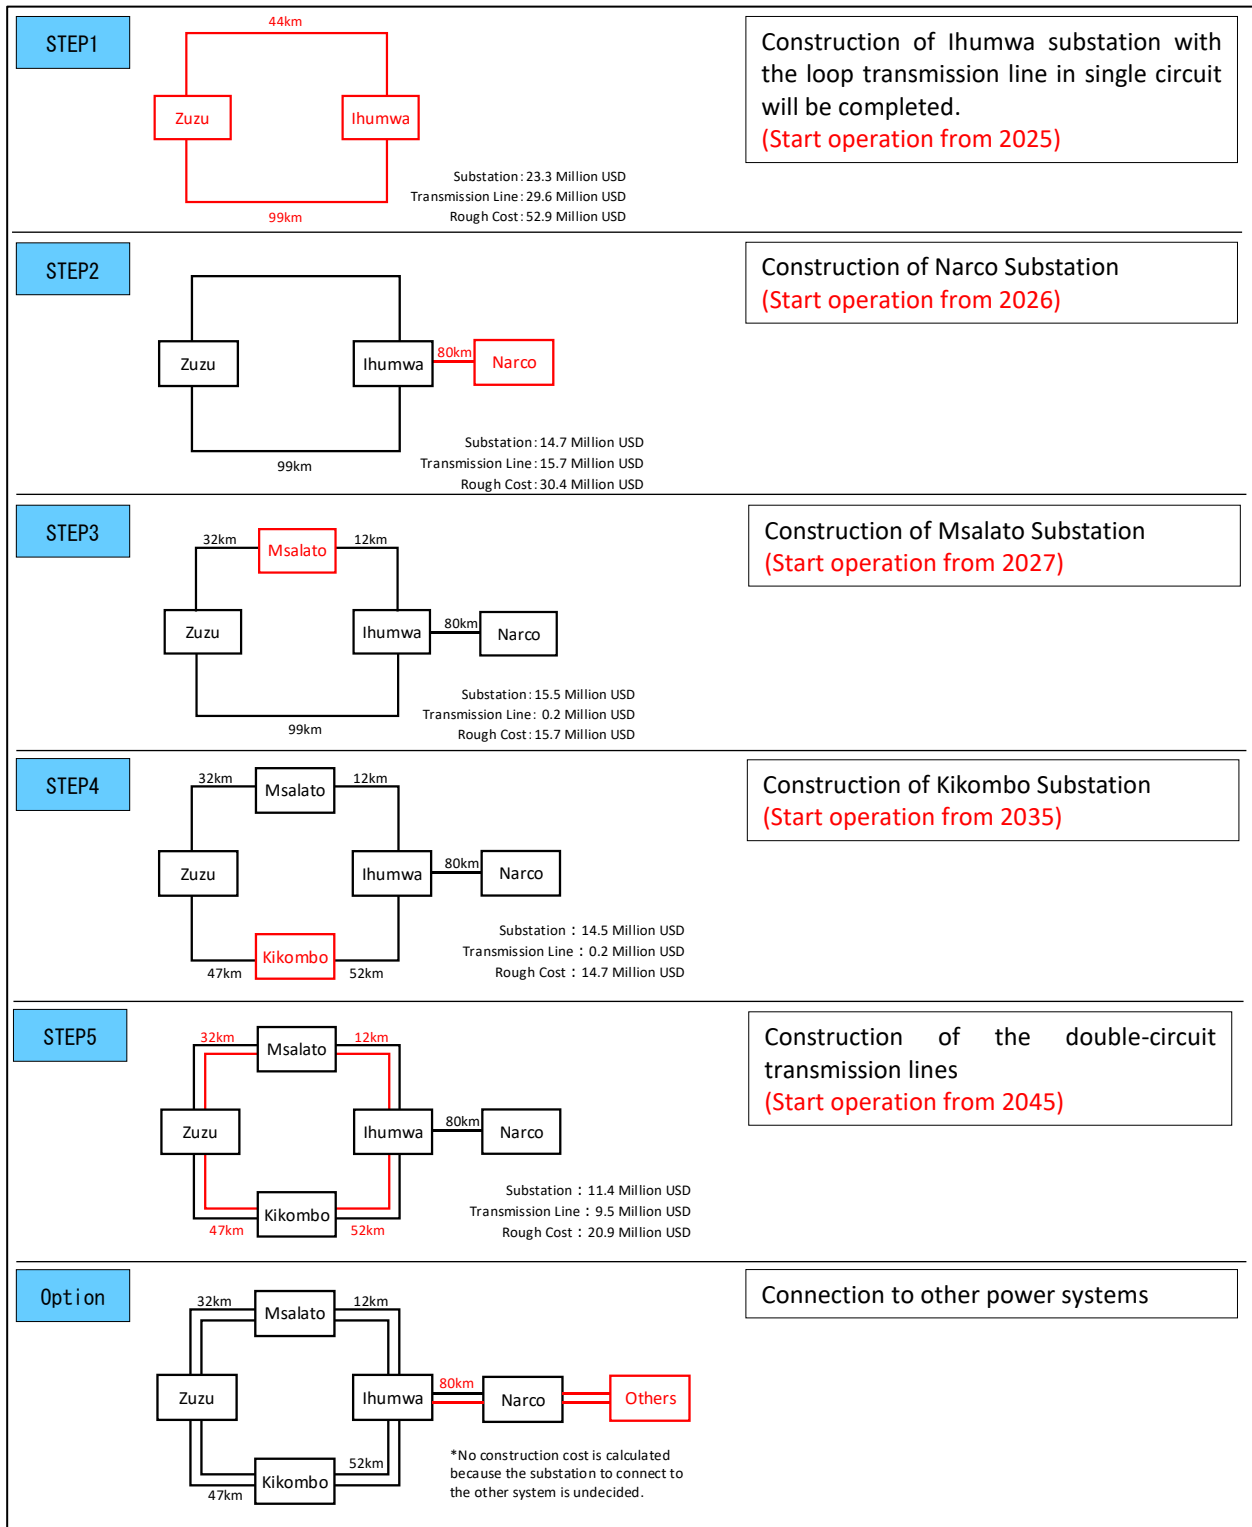 STEP1
44km
Zuzu
Ihumwa
99km
Substation: 23.3 Million USD
Transmission Line: 29.6 Million USD
Rough Cost: 52.9 Million USD
Construction of Ihumwa substation with
the loop transmission line in single circuit
will be completed.
(Start operation from 2025)
STEP2
Zuzu
Ihumwa
80km
Narco
99km
Substation: 14.7 Million USD
Transmission Line: 15.7 Million USD
Rough Cost: 30.4 Million USD
Construction of Narco Substation
(Start operation from 2026)
STEP3
32km
Msalato
12km
Zuzu
Ihumwa
80km
Narco
99km
Substation: 15.5 Million USD
Transmission Line: 0.2 Million USD
Rough Cost: 15.7 Million USD
Construction of Msalato Substation
(Start operation from 2027)
STEP4
32km
Msalato
12km
Zuzu
Ihumwa
80km
Narco
47km
Kikombo
52km
Substation : 14.5 Million USD
Transmission Line : 0.2 Million USD
Rough Cost : 14.7 Million USD
Construction of Kikombo Substation
(Start operation from 2035)
STEP5
32km
Msalato
12km
Zuzu
Ihumwa
80km
Narco
47km
Kikombo
52km
Substation : 11.4 Million USD
Transmission Line : 9.5 Million USD
Rough Cost : 20.9 Million USD
Construction of the double-circuit
transmission lines
(Start operation from 2045)
Option
32km
Msalato
12km
Zuzu
Ihumwa
80km
Narco
Others
47km
Kikombo
52km
*No construction cost is calculated
because the substation to connect to
the other system is undecided.
Connection to other power systems